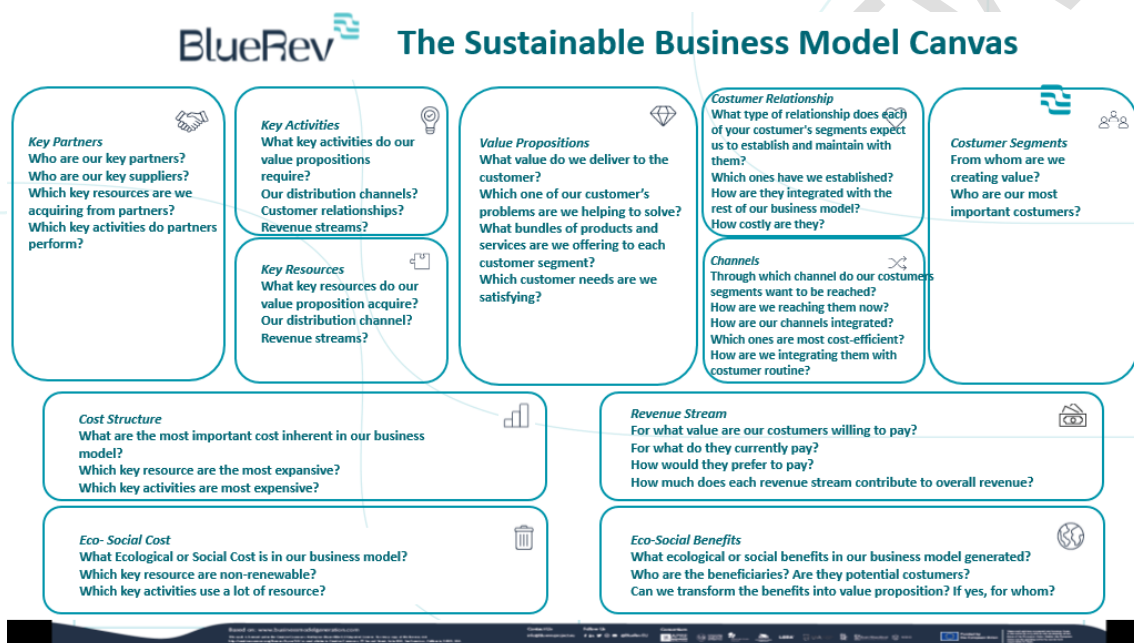 BlueRev
The Sustainable Business Model Canvas
Key Partners
Who are our key partners?
Who are our key suppliers?
Which key resources are we
acquiring from partners?
Which key activities do partners
perform?
Key Activities
What key activities do our
value propositions
require?
Our distribution channels?
Customer relationships?
Revenue streams?
Key Resources
What key resources do our
value proposition acquire?
Our distribution channel?
Revenue streams?
Value Propositions
What value do we deliver to the
customer?
Which one of our customer's
problems are we helping to solve?
What bundles of products and
services are we offering to each
customer segment?
Which customer needs are we
satisfying?
Costumer Relationship
What type of relationship does each
of your costumer's segments expect
us to establish and maintain with
them?
Which ones have we established?
How are they integrated with the
rest of our business model?
How costly are they?
Channels
Through which channel do our costumers
segments want to be reached?
How are we reaching them now?
How are our channels integrated?
Which ones are most cost-efficient?
How are we integrating them with
costumer routine?
Costumer Segments
From whom are we
creating value?
Who are our most
important costumers?
Cost Structure
What are the most important cost inherent in our business
model?
Which key resource are the most expansive?
Which key activities are most expensive?
Revenue Stream
For what value are our costumers willing to pay?
For what do they currently pay?
How would they prefer to pay?
How much does each revenue stream contribute to overall revenue?
Eco- Social Cost
What Ecological or Social Cost is in our business model?
Which key resource are non-renewable?
Which key activities use a lot of resource?
Eco-Social Benefits
What ecological or social benefits in our business model generated?
Who are the beneficiaries? Are they potential costumers?
Can we transform the benefits into value proposition? If yes, for whom?
Based on: www.businessmodelgeneration.com
Contact Us
Follow Us